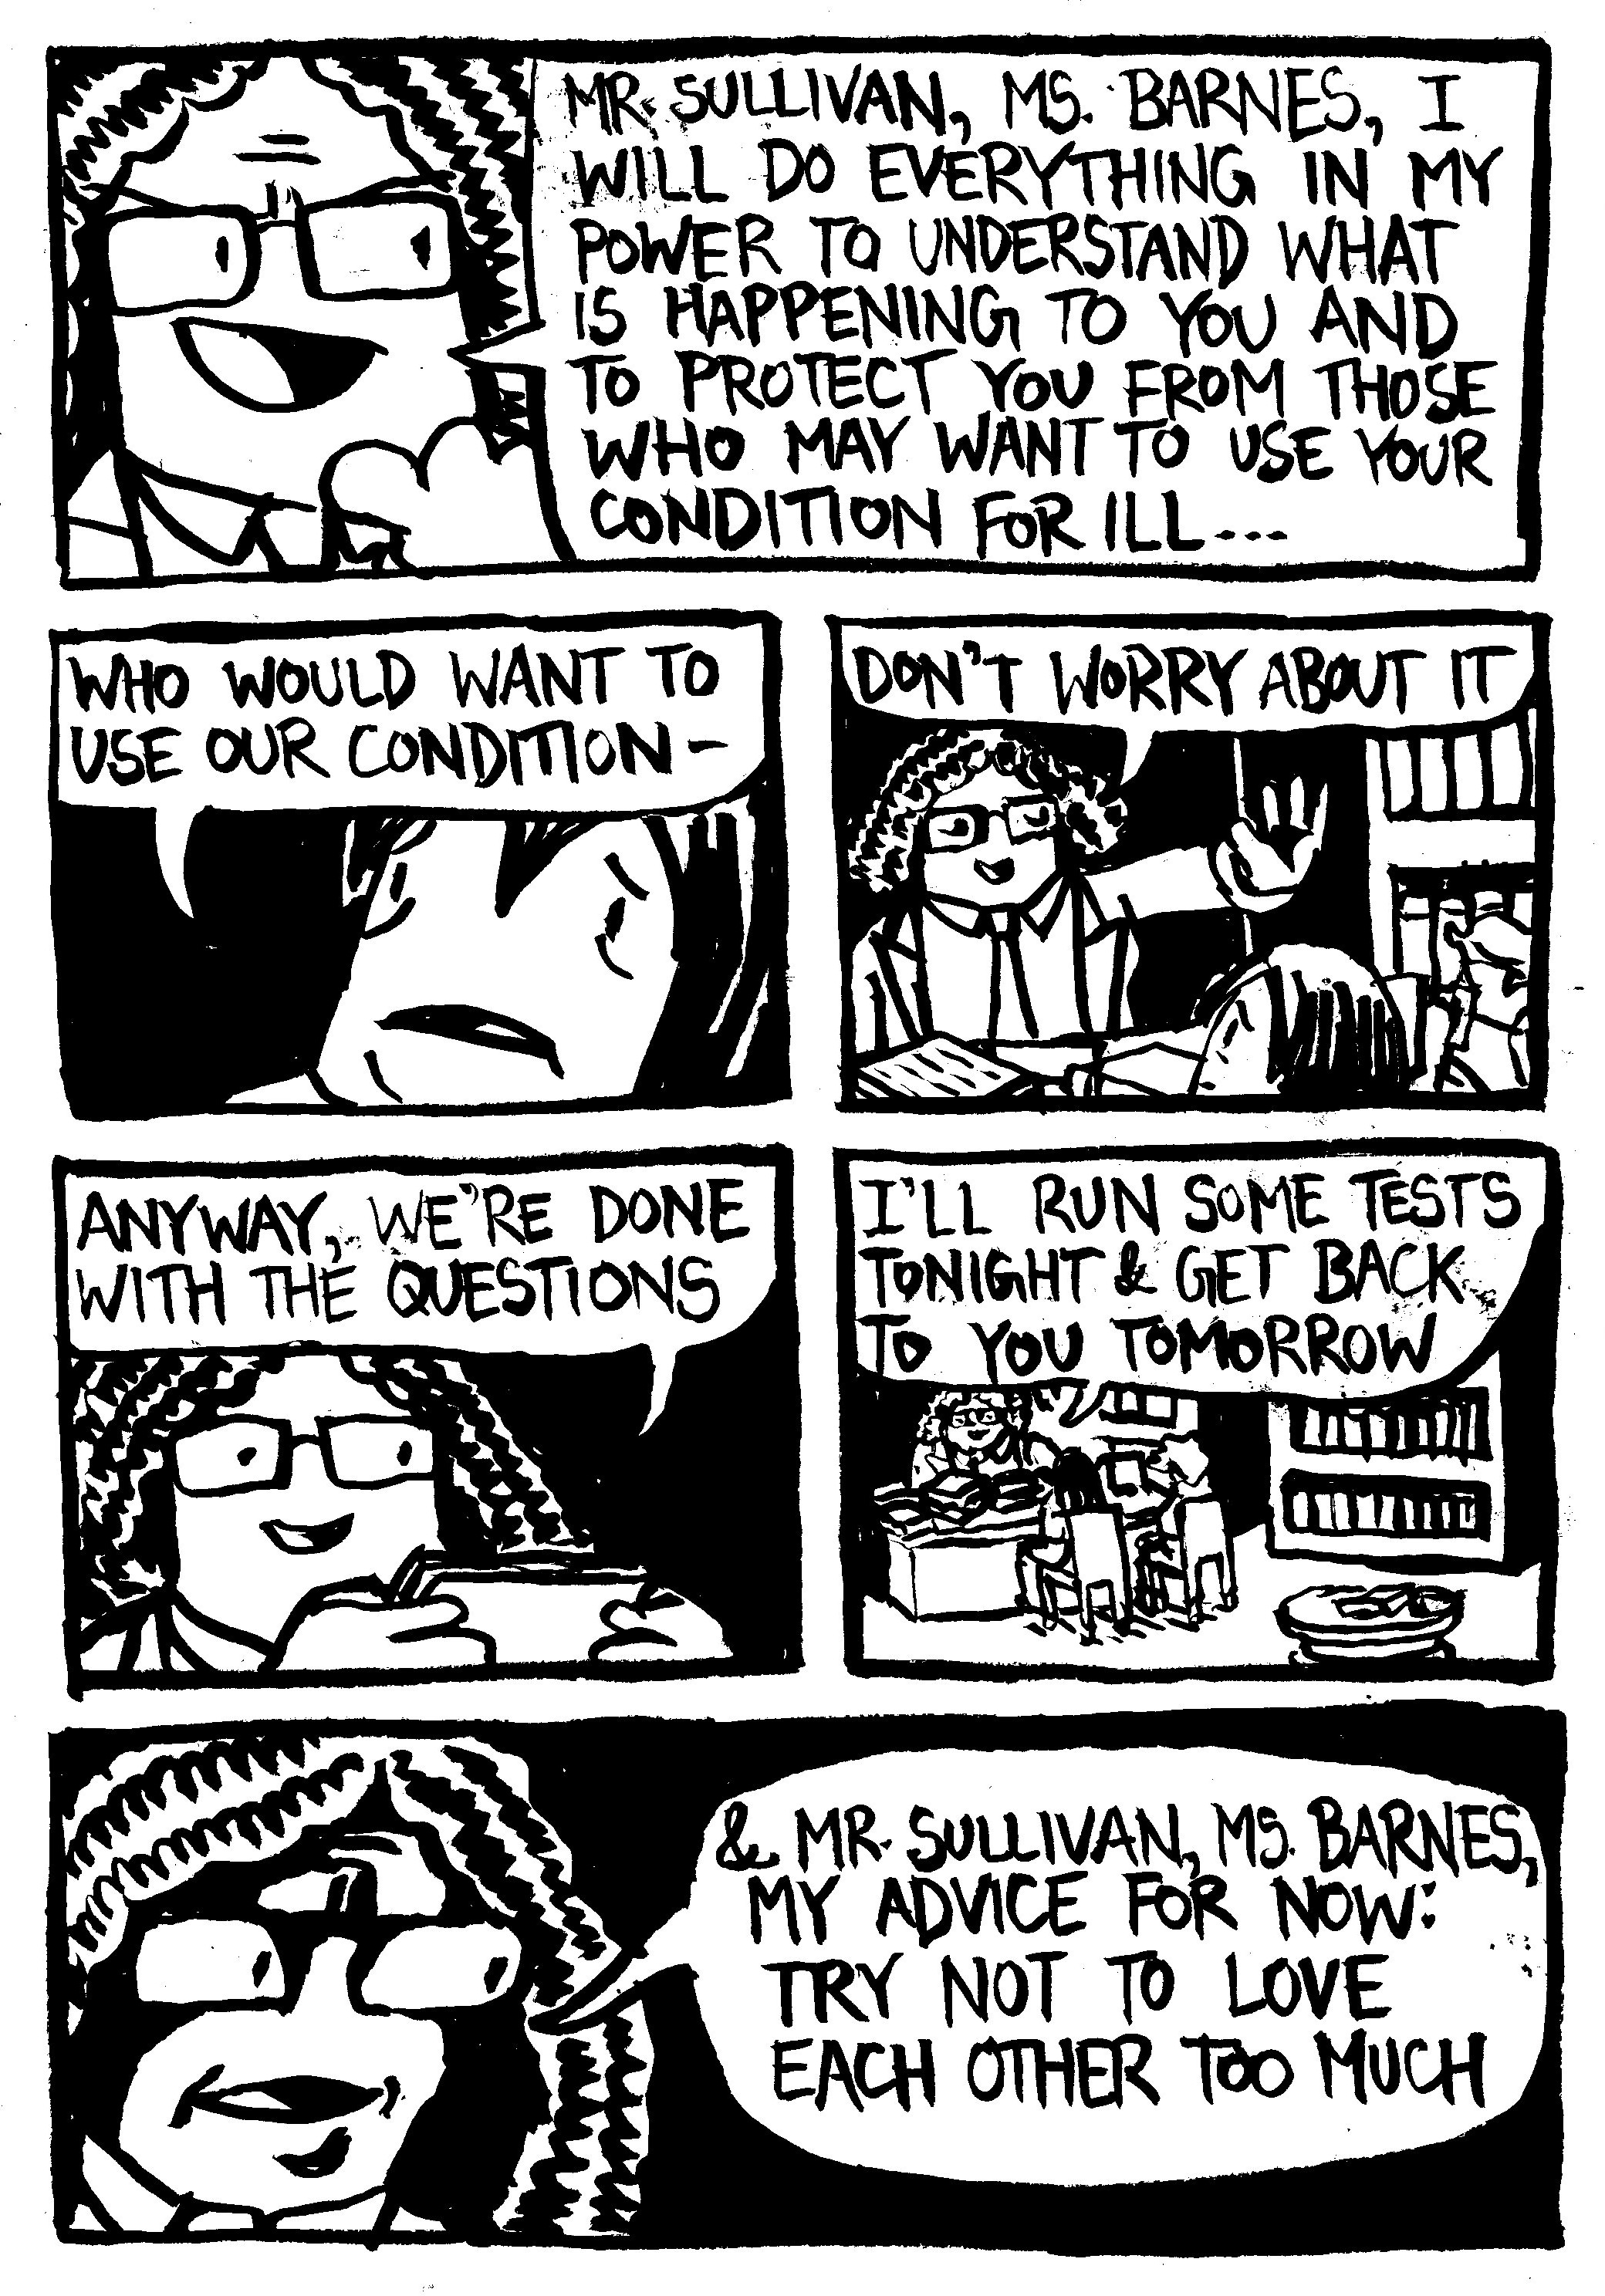 MR. SULLIVAN, MS. BARNES, I
WILL DO EVERYTHING IN MY
POWER TO UNDERSTAND WHAT
IS HAPPENING TO YOU AND
TO PROTECT YOU FROM THOSE
WHO MAY WANT TO USE YOUR
CONDITION FOR ILL...
WHO WOULD WANT TO
USE OUR CONDITION-
DON'T WORRY ABOUT IT
ANYWAY, WE'RE DONE
WITH THE QUESTIONS
I'LL RUN SOME TESTS
TONIGHT & GET BACK
TO YOU TOMORROW
& MR. SULLIVAN, MS. BARNES,
MY ADVICE FOR NOW:
TRY NOT TO LOVE
EACH OTHER TOO MUCH